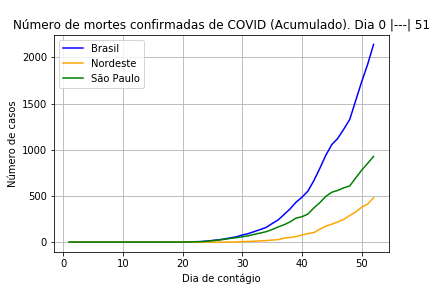 Número de mortes confirmadas de COVID (Acumulado). Dia 0 |---| 51
Brasil
Nordeste
São Paulo
Número de casos
2000
1500
1000
500
0
0 10 20 30 40 50
Dia de contágio